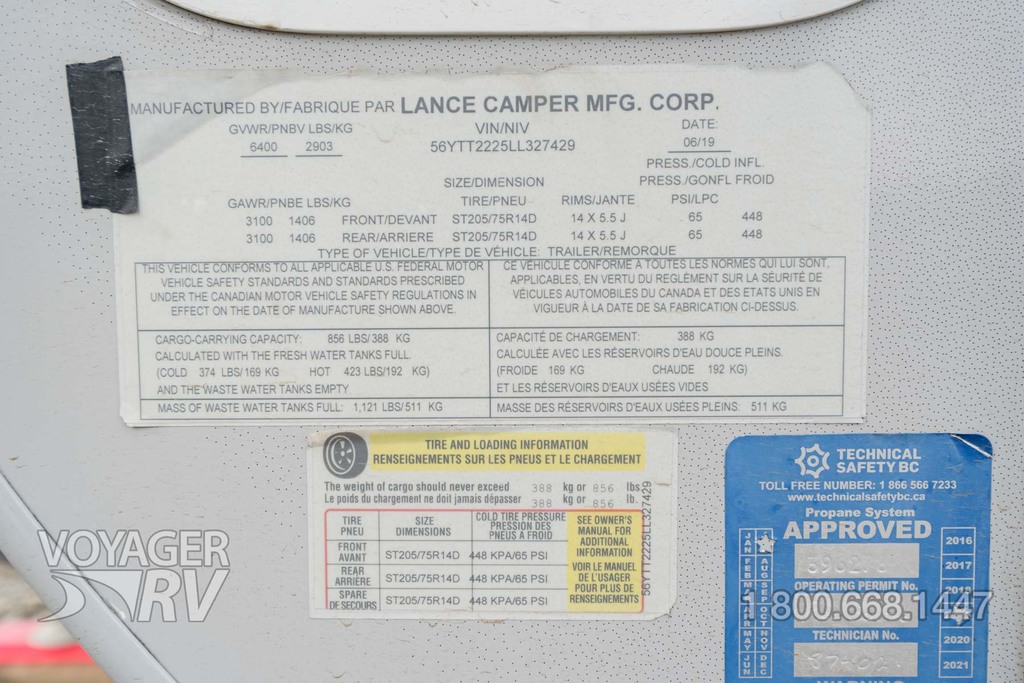 MANUFACTURED BY/FABRIQUE PAR LANCE CAMPER MFG. CORP.
GVWR/PNBV LBS/KG VIN/NIV DATE:
6400 2903 56YTT2225LL327429 06/19
PRESS./COLD INFL.
SIZE/DIMENSION PRESS./GONFL FROID
GAWR/PNBE LBS/KG TIRE/PNEU RIMS/JANTE PSI/LPC
3100 1406 FRONT/DEVANT ST205/75R14D 14 X 5.5 J 65 448
3100 1406 REAR/ARRIERE ST205/75R14D 14 X 5.5 J 65 448
TYPE OF VEHICLE/TYPE DE VÉHICLE: TRAILER/REMORQUE
THIS VEHICLE CONFORMS TO ALL APPLICABLE U.S. FEDERAL MOTOR
VEHICLE SAFETY STANDARDS AND STANDARDS PRESCRIBED
UNDER THE CANADIAN MOTOR VEHICLE SAFETY REGULATIONS IN
EFFECT ON THE DATE OF MANUFACTURE SHOWN ABOVE.
CE VÉHICULE CONFORME À TOUTES LES NORMES QUI LUI SONT,
APPLICABLES, EN VERTU DU REGLEMENT SUR LA SÉURITÉ DE
VÉICULES AUTOMOBILES DU CANADA ET DES ETATS UNIS EN
VIGUEUR À LA DATE DE SA FABRICATION CI-DESSUS.
CARGO-CARRYING CAPACITY: 856 LBS/388 KG
CALCULATED WITH THE FRESH WATER TANKS FULL.
(COLD 374 LBS/169 KG HOT 423 LBS/192 KG)
AND THE WASTE WATER TANKS EMPTY
CAPACITÉ DE CHARGEMENT: 388 KG
CALCULÉE AVEC LES RÉSERVOIRS D'EAU DOUCE PLEINS.
(FROIDE 169 KG CHAUDE 192 KG)
ET LES RÉSERVOIRS D'EAUX USÉES VIDES
MASS OF WASTE WATER TANKS FULL: 1,121 LBS/511 KG
MASSE DES RÉSERVOIRS D'EAUX USÉES PLEINS: 511 KG
TIRE AND LOADING INFORMATION
RENSEIGNEMENTS SUR LES PNEUS ET LE CHARGEMENT
The weight of cargo should never exceed 388 kg or 856 lbs.
Le poids du chargement ne doit jamais dépasser 388 kg or 856 lb.
TIRE PNEU
SIZE DIMENSIONS
COLD TIRE PRESSURE PRESSION DES PNEUS A FROID
FRONT AVANT ST205/75R14D 448 KPA/65 PSI
REAR ARRIÈRE ST205/75R14D 448 KPA/65 PSI
SPARE DE SECOURS ST205/75R14D 448 KPA/65 PSI
SEE OWNER'S
MANUAL FOR
ADDITIONAL
INFORMATION
VOIR LE MANUEL
DE L'USAGER
POUR PLUS DE
RENSEIGNEMENTS
56YTT2225LL327429
TECHNICAL
SAFETY BC
TOLL FREE NUMBER: 1 866 566 7233
www.technicalsafetybc.ca
Propane System
APPROVED
JAN FEB MAR APR MAY JUN
AUG SEP OCT NOV DEC
OPERATING PERMIT No.
TECHNICIAN No.
WARNING
2016
2017
2020
2021
VOYAGER
RV
1.800.668.1447